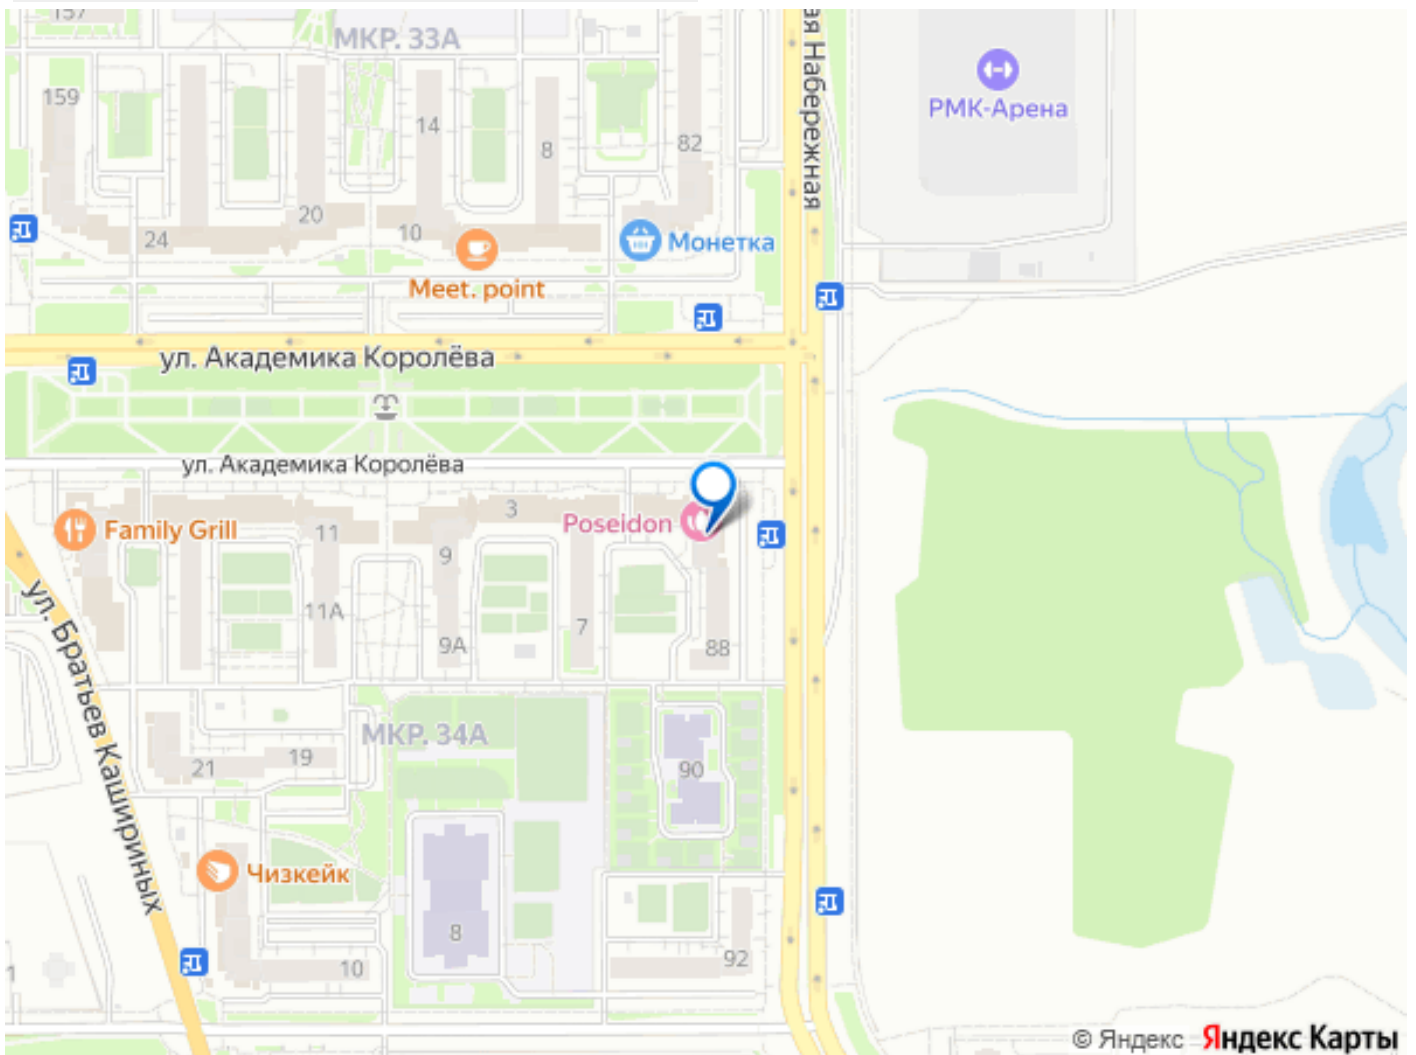 157
МКР. 33А
159
14
8
82
20
24
10
ая Набережная
РМК-Арена
Монетка
Meet. point
ул. Академика Королёва
ул. Академика Королёва
Family Grill
11
3
Poseidon
9
11А
9А
7
88
ул. Братьев Кашириных
МКР. 34А
21
19
90
Чизкейк
8
10
92
1
© Яндекс Яндекс Карты